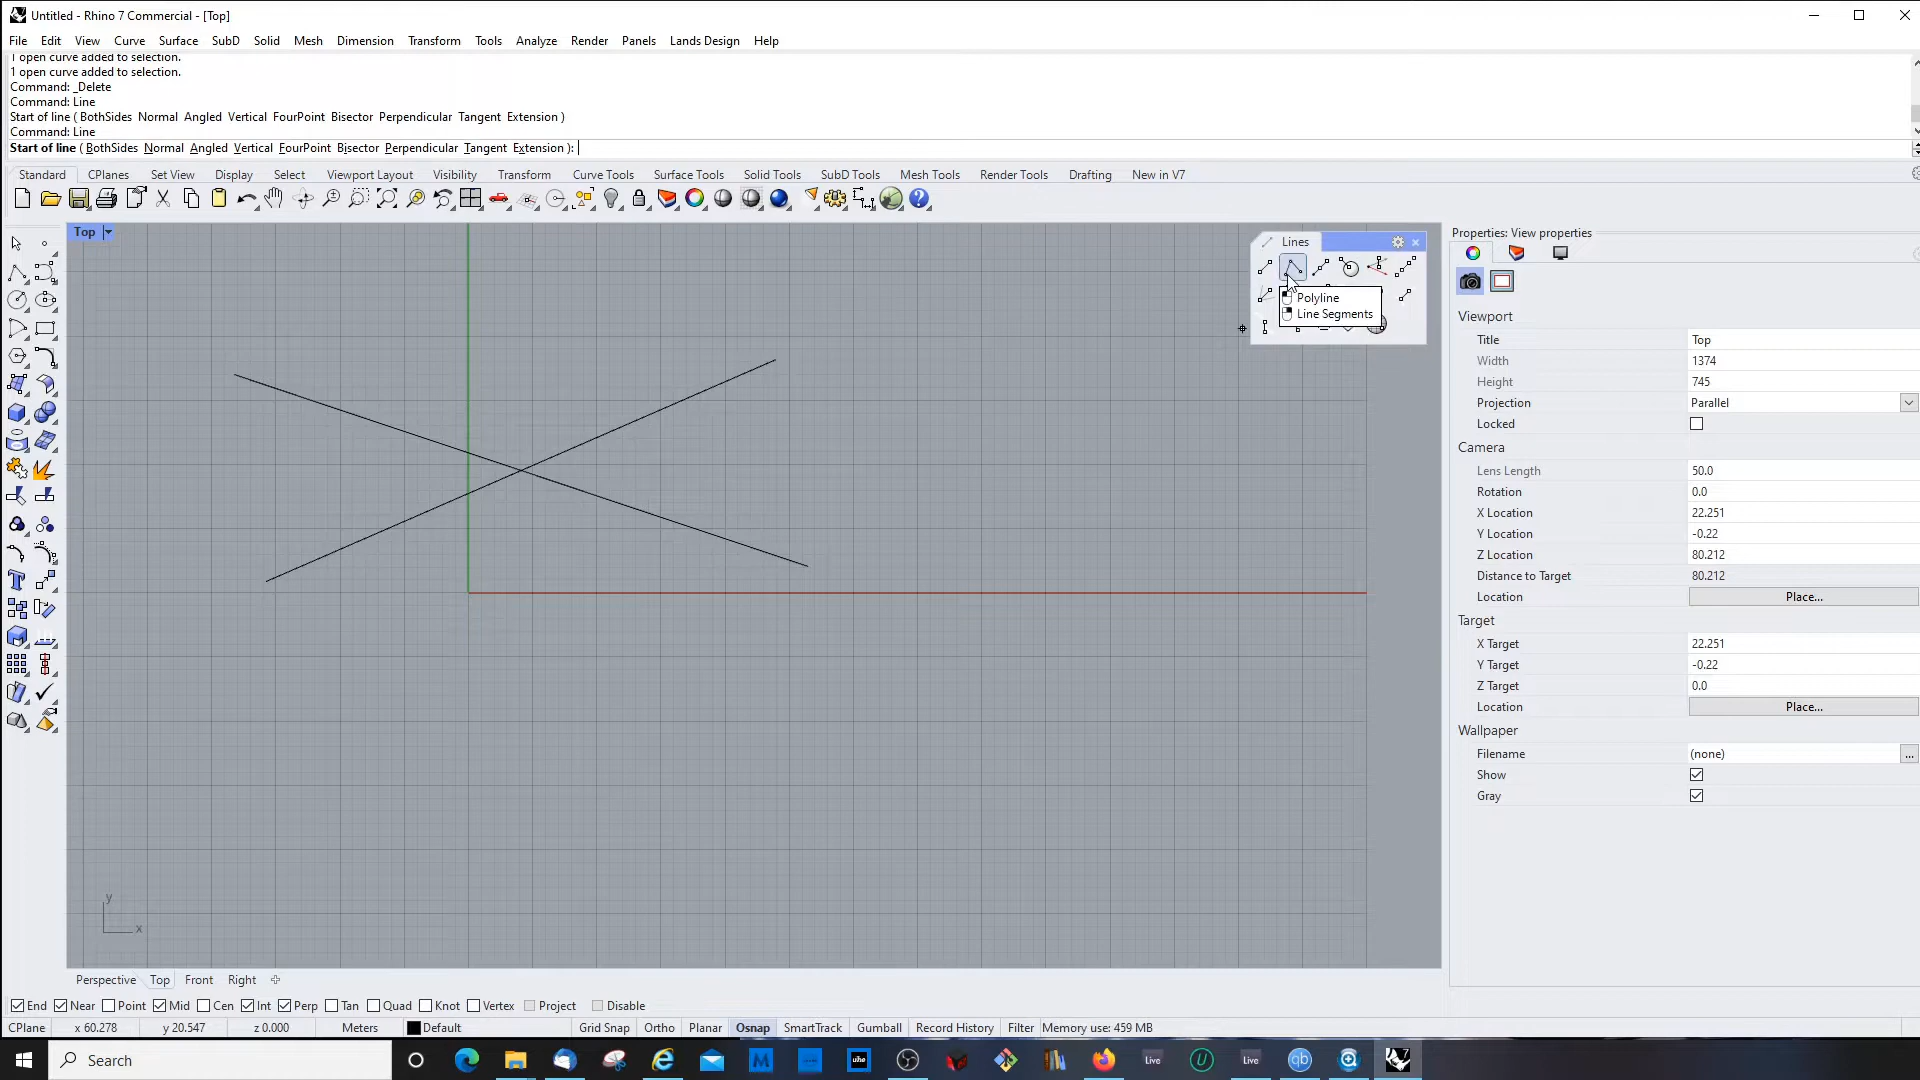 Untitled - Rhino 7 Commercial - [Top]
File Edit View Curve Surface SubD Solid Mesh Dimension Transform Tools Analyze Render Panels Lands Design Help
1 open curve added to selection.
1 open curve added to selection.
Command: _Delete
Command: Line
Start of line ( BothSides Normal Angled Vertical FourPoint Bisector Perpendicular Tangent Extension )
Command: Line
Start of line ( BothSides Normal Angled Vertical FourPoint Bisector Perpendicular Tangent Extension ):
Standard CPlanes Set View Display Select Viewport Layout Visibility Transform Curve Tools Surface Tools Solid Tools SubD Tools Mesh Tools Render Tools Drafting New in V7
Top
Lines
Polyline
Line Segments
Properties: View properties
Viewport
Title Top
Width 1374
Height 745
Projection Parallel
Locked
Camera
Lens Length 50.0
Rotation 0.0
X Location 22.251
Y Location -0.22
Z Location 80.212
Distance to Target 80.212
Location Place...
Target
X Target 22.251
Y Target -0.22
Z Target 0.0
Location Place...
Wallpaper
Filename (none) ...
Show
Gray
y
x
Perspective Top Front Right
End Near Point Mid Cen Int Perp Tan Quad Knot Vertex Project Disable
CPlane x 60.278 y 20.547 z 0.000 Meters Default Grid Snap Ortho Planar Osnap SmartTrack Gumball Record History Filter Memory use: 459 MB
Search uhe Live U Live qb